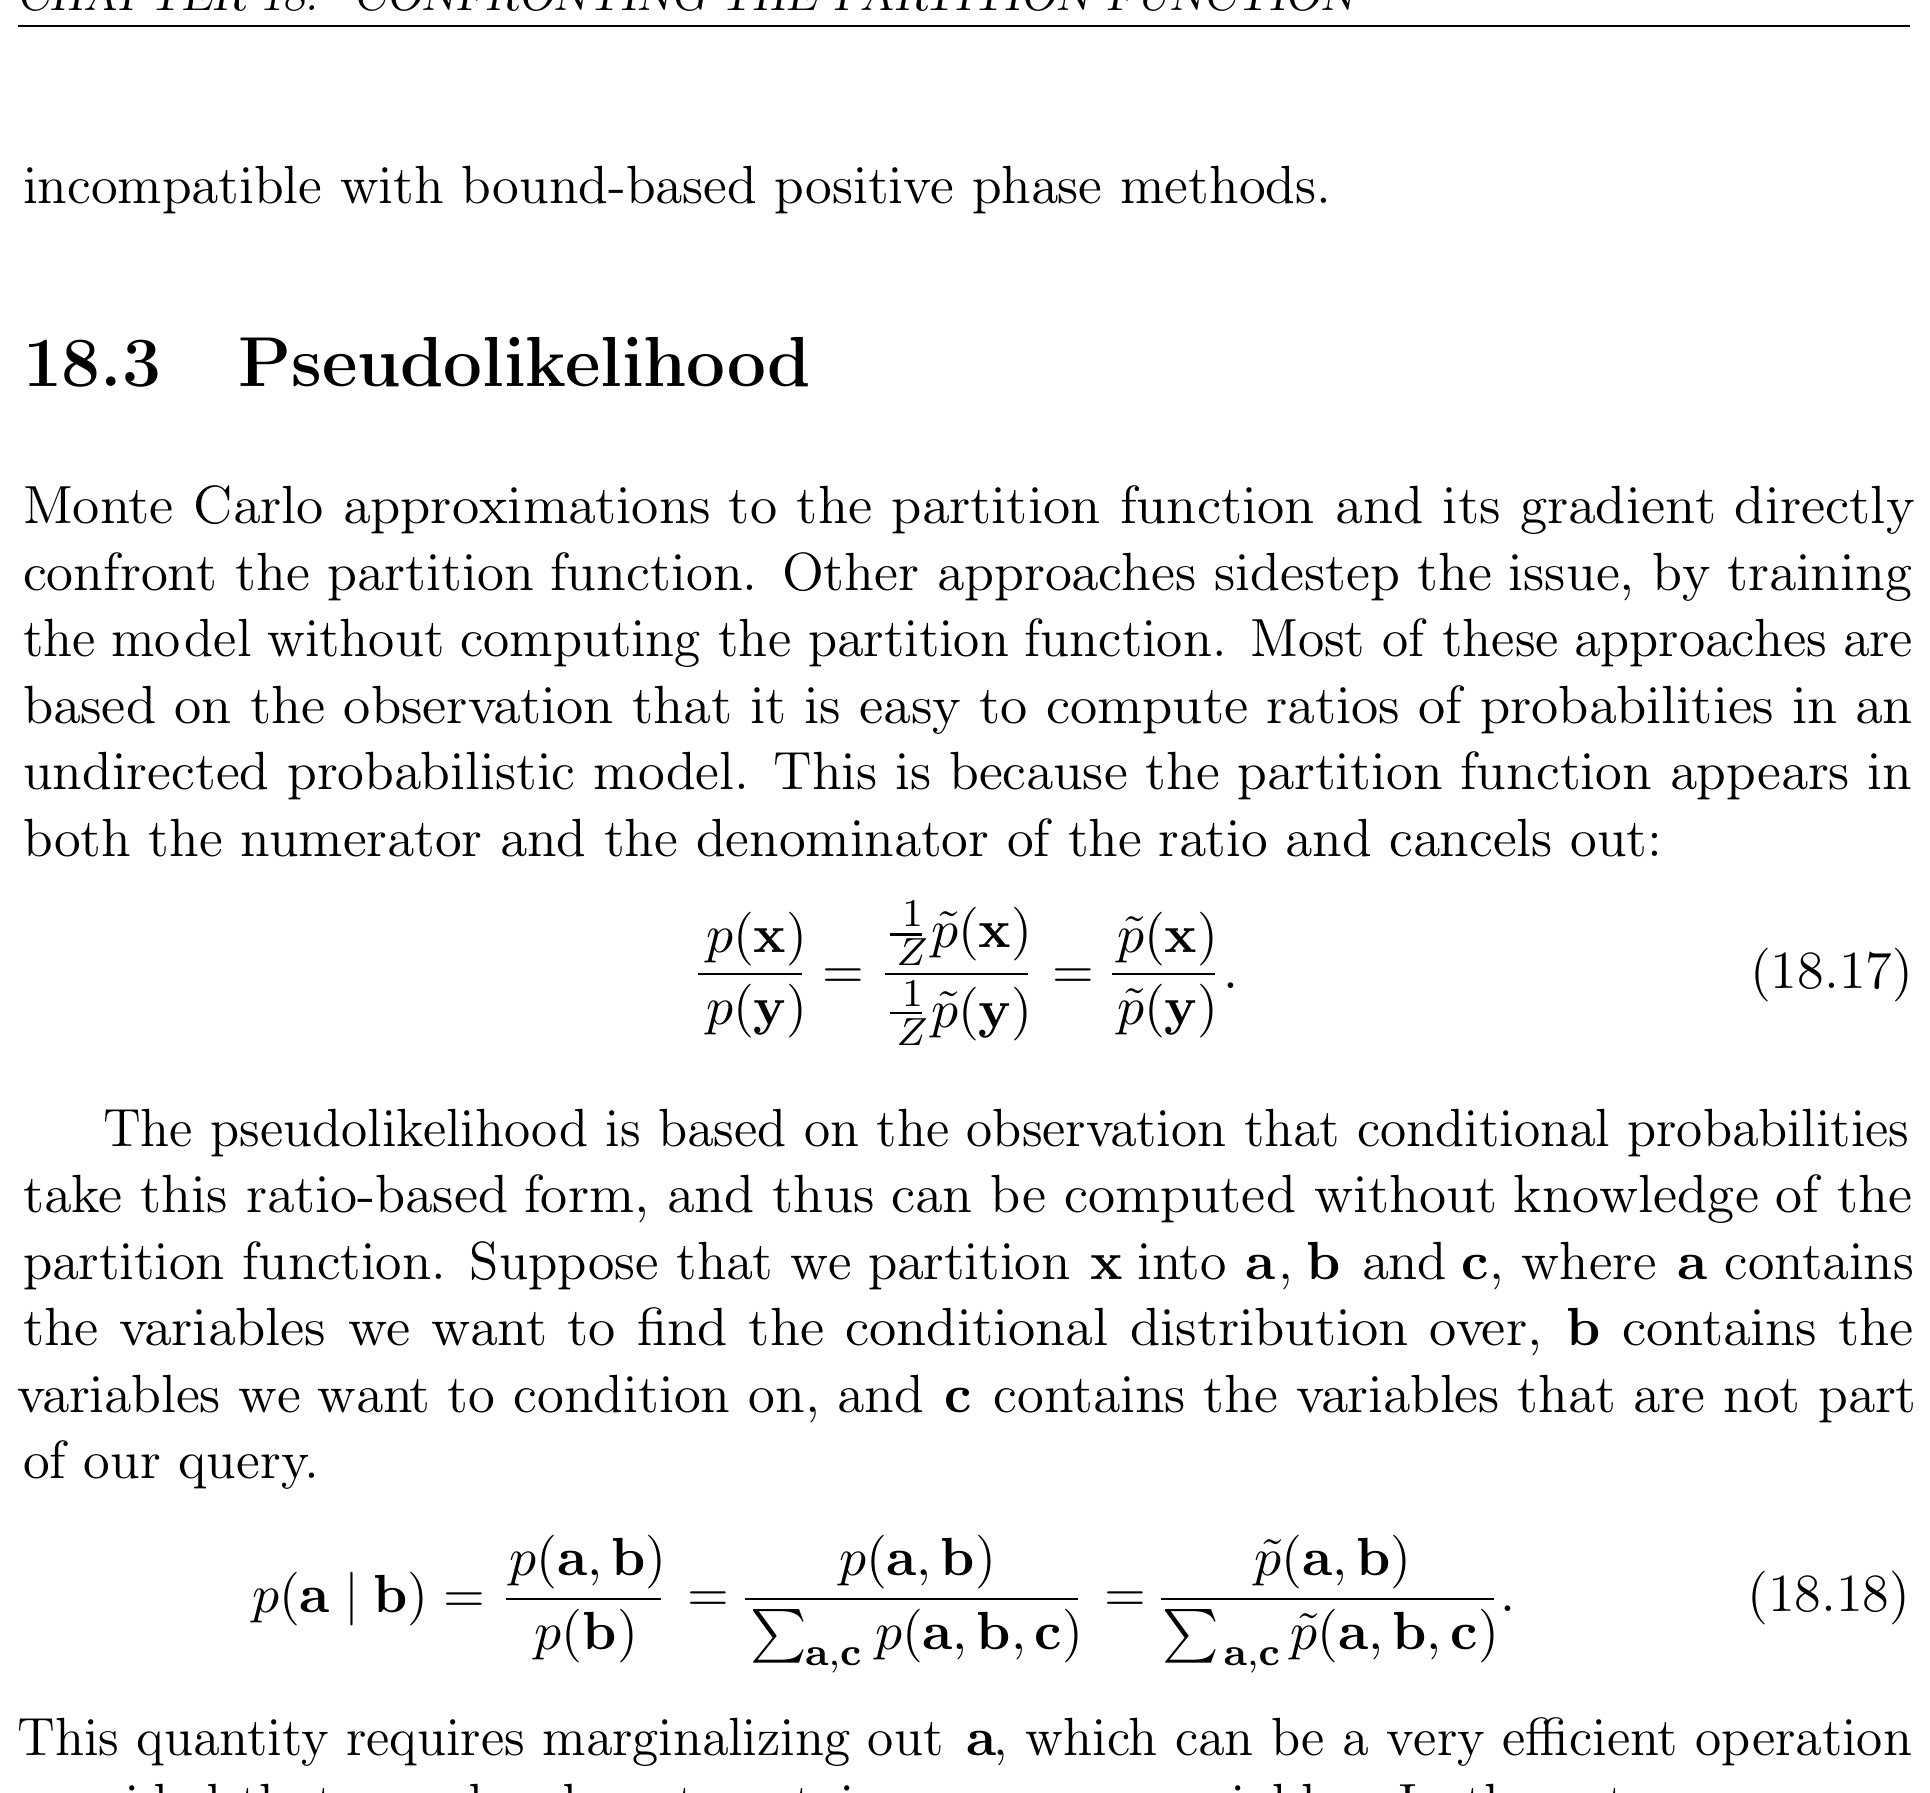 CHAPTER 18. CONFRONTING THE PARTITION FUNCTION
incompatible with bound-based positive phase methods.
18.3 Pseudolikelihood
Monte Carlo approximations to the partition function and its gradient directly
confront the partition function. Other approaches sidestep the issue, by training
the model without computing the partition function. Most of these approaches are
based on the observation that it is easy to compute ratios of probabilities in an
undirected probabilistic model. This is because the partition function appears in
both the numerator and the denominator of the ratio and cancels out:
p(x)/p(y) = (1/Z p̃(x))/(1/Z p̃(y)) = p̃(x)/p̃(y). (18.17)
The pseudolikelihood is based on the observation that conditional probabilities
take this ratio-based form, and thus can be computed without knowledge of the
partition function. Suppose that we partition x into a, b and c, where a contains
the variables we want to find the conditional distribution over, b contains the
variables we want to condition on, and c contains the variables that are not part
of our query.
p(a | b) = p(a, b)/p(b) = p(a, b)/∑a,c p(a, b, c) = p̃(a, b)/∑a,c p̃(a, b, c). (18.18)
This quantity requires marginalizing out a, which can be a very efficient operation